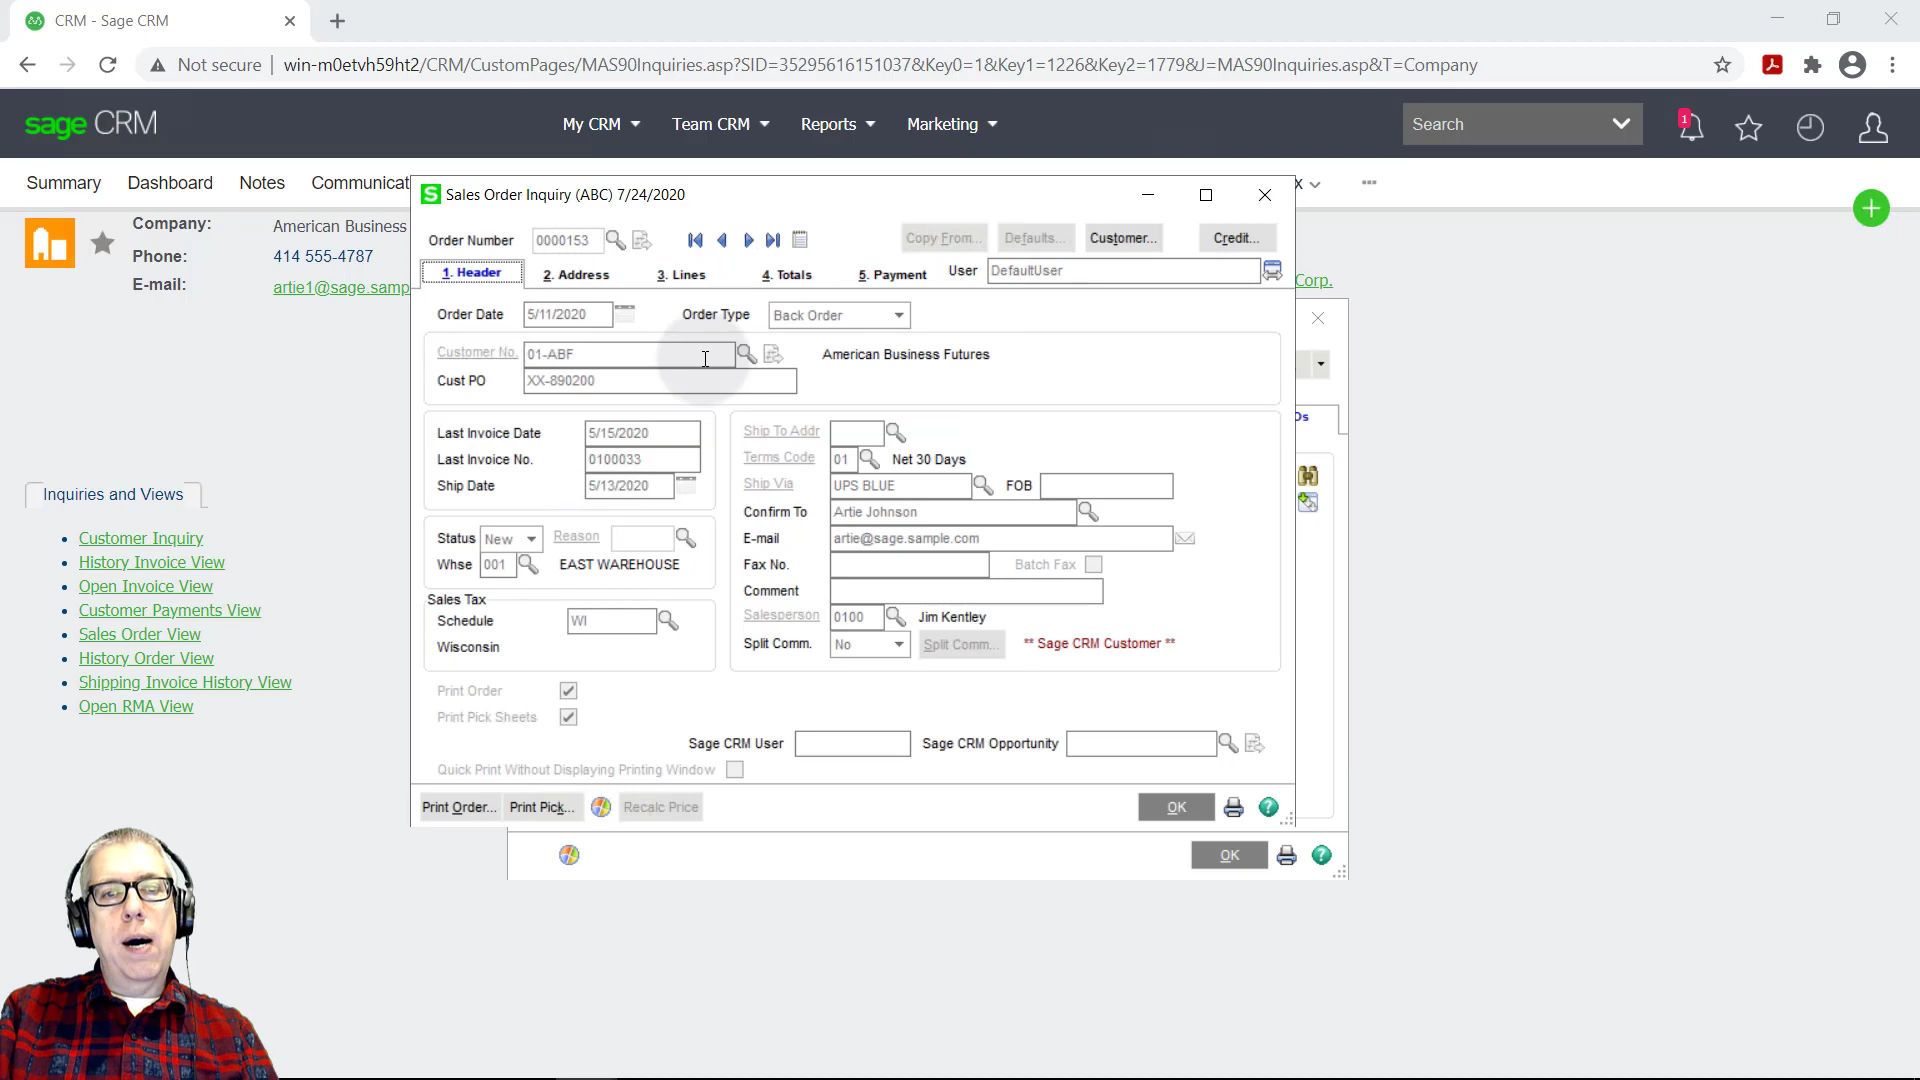 CRM - Sage CRM
Not secure | win-m0etvh59ht2/CRM/CustomPages/MAS90Inquiries.asp?SID=35295616151037&Key0=1&Key1=1226&Key2=1779&J=MAS90Inquiries.asp&T=Company
sage CRM
My CRM
Team CRM
Reports
Marketing
Search
1
Summary
Dashboard
Notes
Communicat
X
Company:
American Business
Phone:
414 555-4787
E-mail:
artie1@sage.samp
Corp.
Inquiries and Views
Customer Inquiry
History Invoice View
Open Invoice View
Customer Payments View
Sales Order View
History Order View
Shipping Invoice History View
Open RMA View
S Sales Order Inquiry (ABC) 7/24/2020
Order Number 0000153
Copy From... Defaults... Customer... Credit...
1. Header 2. Address 3. Lines 4. Totals 5. Payment User DefaultUser
Order Date 5/11/2020 Order Type Back Order
Customer No. 01-ABF American Business Futures
Cust PO XX-890200
Last Invoice Date 5/15/2020
Last Invoice No. 0100033
Ship Date 5/13/2020
Status New Reason
Whse 001 EAST WAREHOUSE
Sales Tax
Schedule WI
Wisconsin
Ship To Addr
Terms Code 01 Net 30 Days
Ship Via UPS BLUE FOB
Confirm To Artie Johnson
E-mail artie@sage.sample.com
Fax No. Batch Fax
Comment
Salesperson 0100 Jim Kentley
Split Comm. No Split Comm... ** Sage CRM Customer **
Print Order
Print Pick Sheets
Sage CRM User Sage CRM Opportunity
Quick Print Without Displaying Printing Window
Print Order... Print Pick... Recalc Price OK
Os
OK